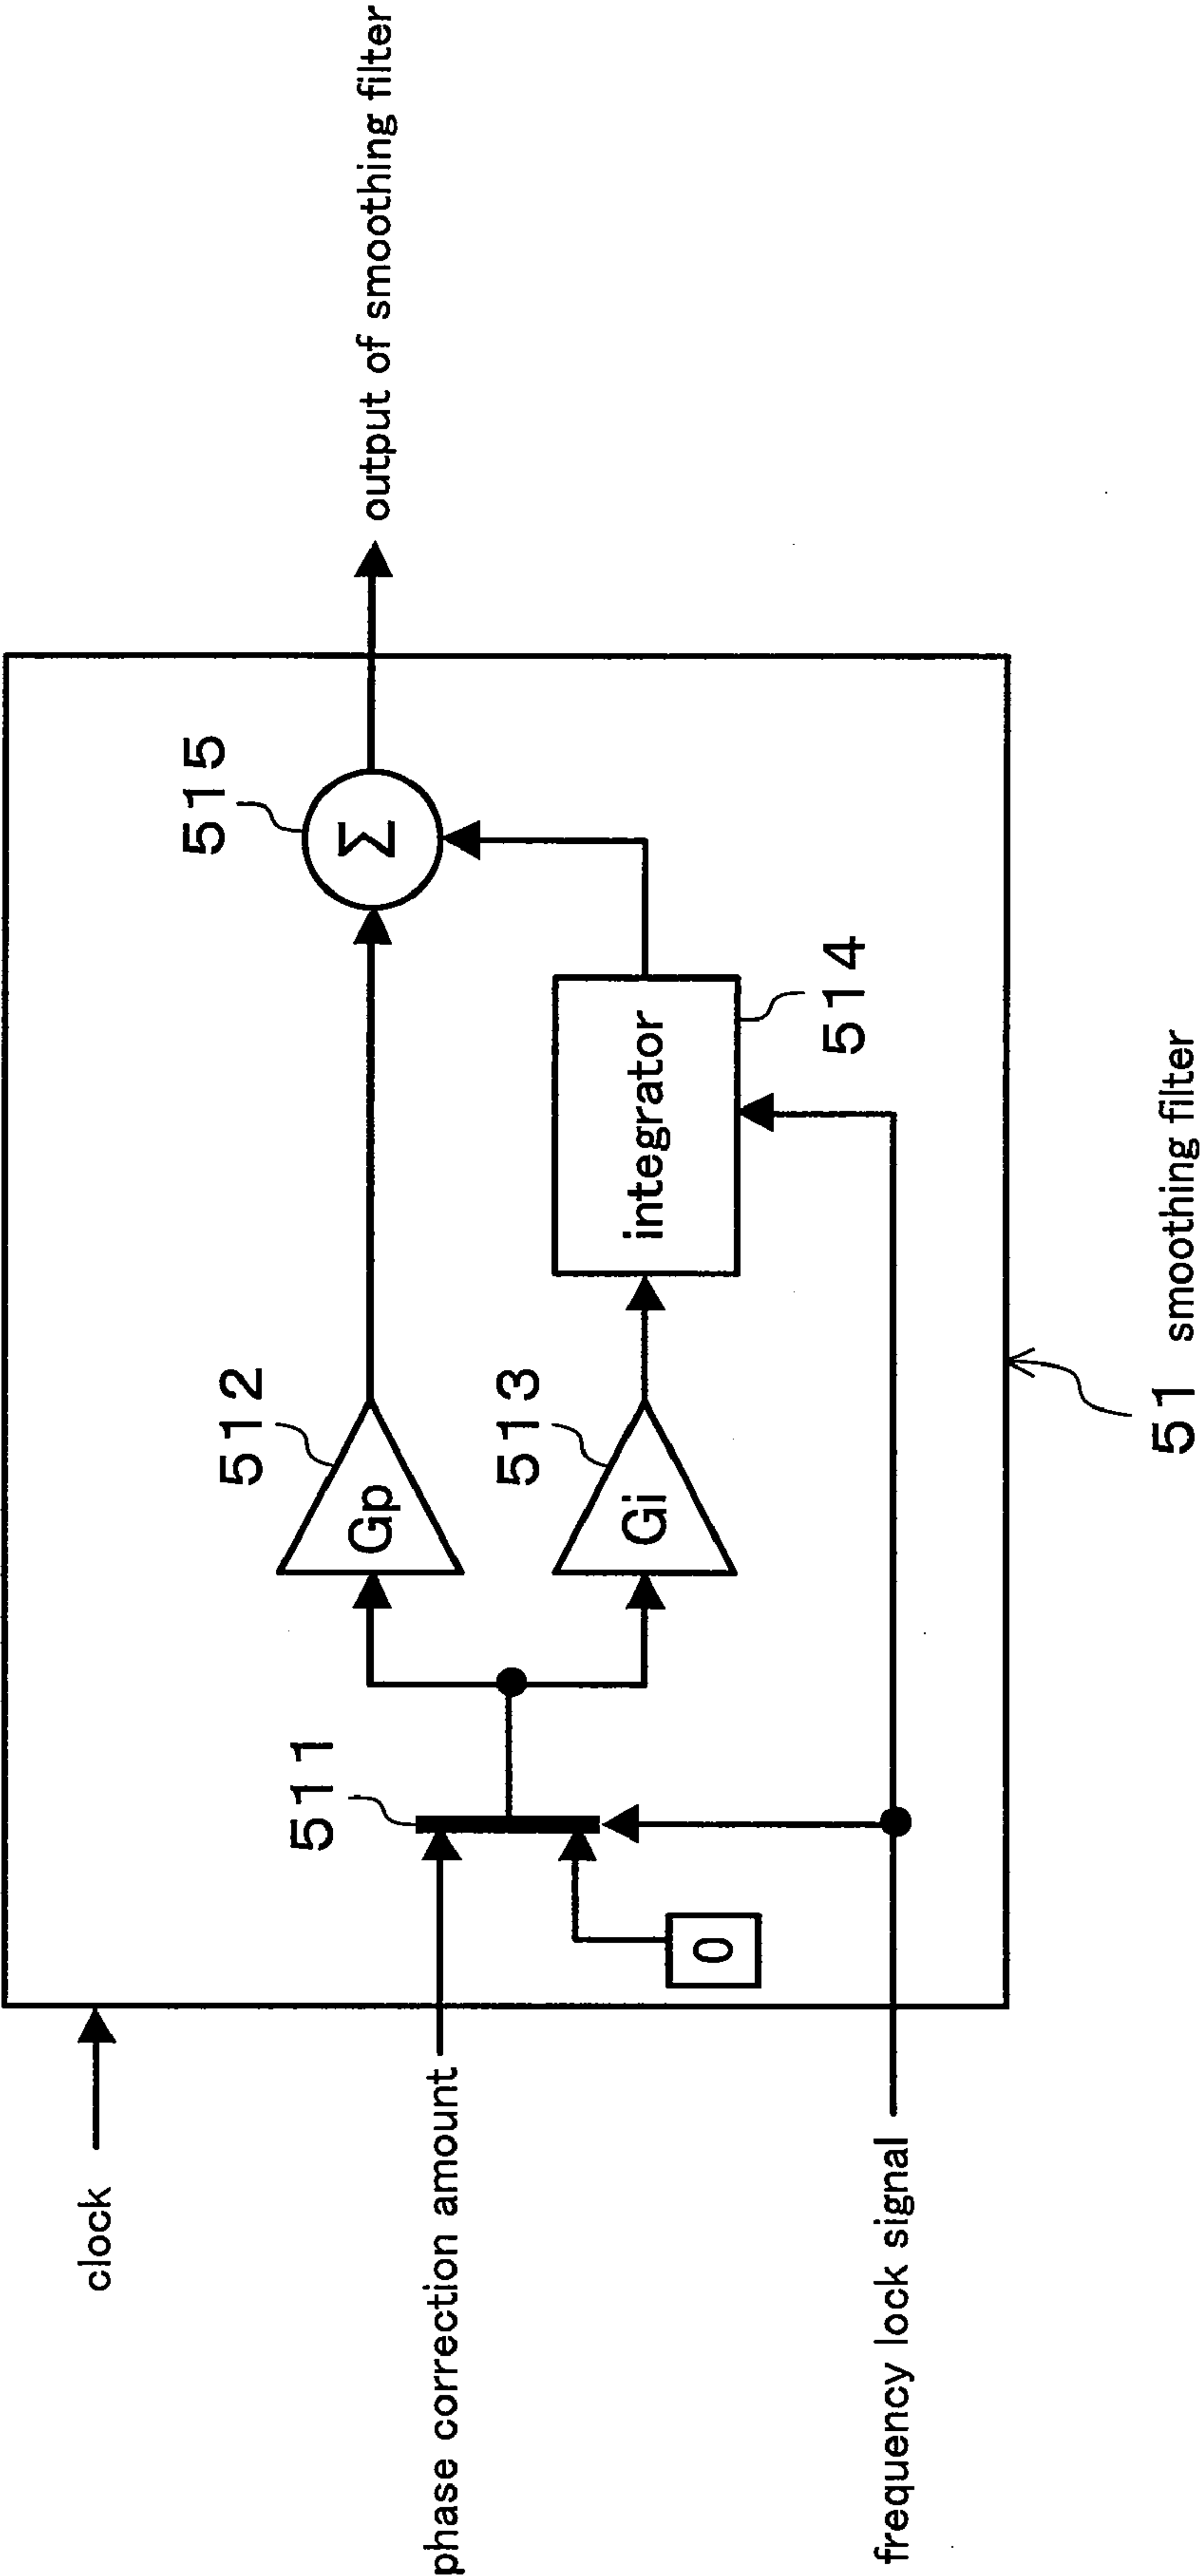 clock
phase correction amount
frequency lock signal
0
511
512
Gp
513
Gi
integrator
514
515
Σ
output of smoothing filter
51 smoothing filter